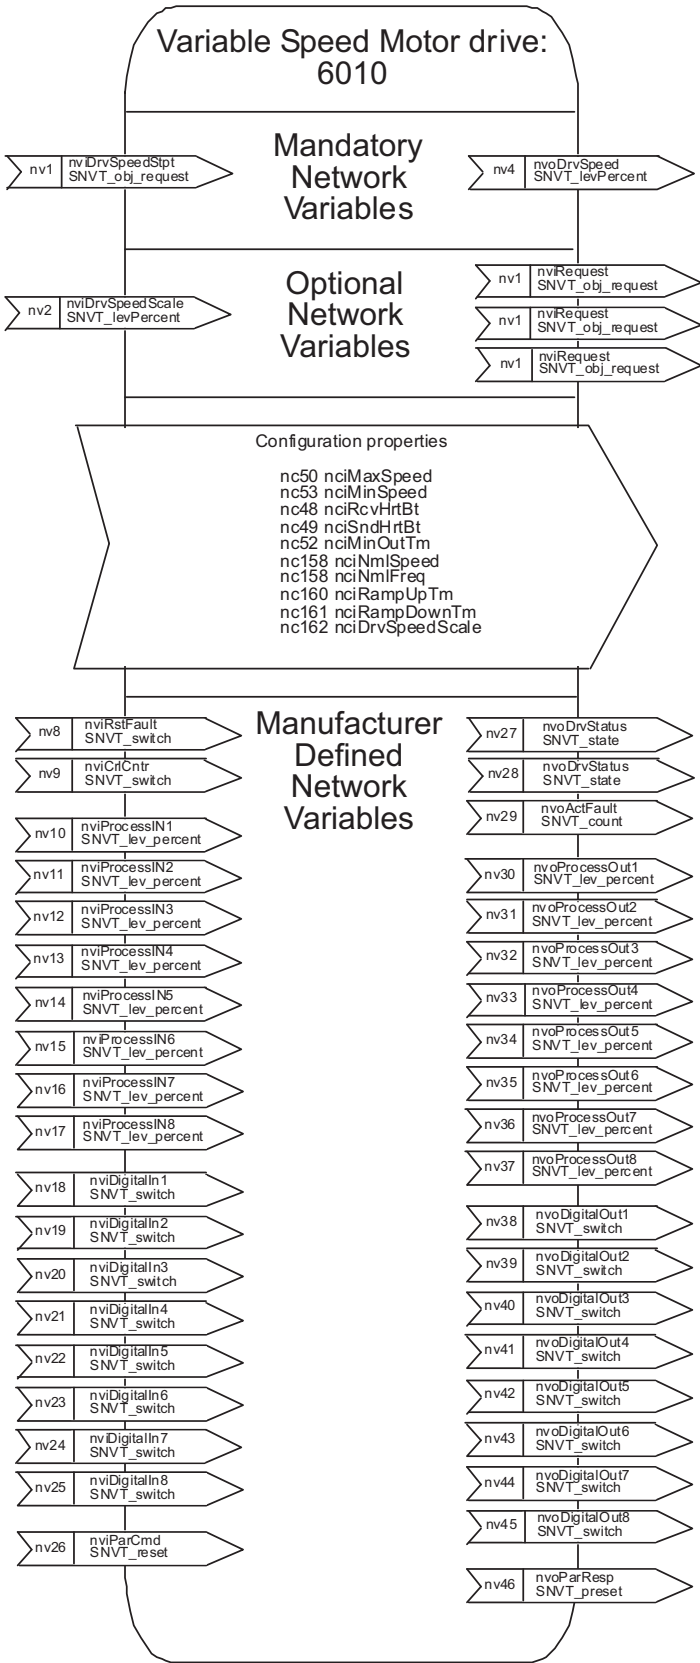 Variable Speed Motor drive:
6010
Mandatory
Network
Variables
nv1
nviDrvSpeedStpt
SNVT_obj_request
nv4
nvoDrvSpeed
SNVT_levPercent
Optional
Network
Variables
nv2
nviDrvSpeedScale
SNVT_levPercent
nv1
nviRequest
SNVT_obj_request
nv1
nviRequest
SNVT_obj_request
nv1
nviRequest
SNVT_obj_request
Configuration properties
nc50 nciMaxSpeed
nc53 nciMinSpeed
nc48 nciRcvHrtBt
nc49 nciSndHrtBt
nc52 nciMinOutTm
nc158 nciNmlSpeed
nc158 nciNmlFreq
nc160 nciRampUpTm
nc161 nciRampDownTm
nc162 nciDrvSpeedScale
Manufacturer
Defined
Network
Variables
nv8
nviRstFault
SNVT_switch
nv9
nviCrlCntr
SNVT_switch
nv10
nviProcessIN1
SNVT_lev_percent
nv11
nviProcessIN2
SNVT_lev_percent
nv12
nviProcessIN3
SNVT_lev_percent
nv13
nviProcessIN4
SNVT_lev_percent
nv14
nviProcessIN5
SNVT_lev_percent
nv15
nviProcessIN6
SNVT_lev_percent
nv16
nviProcessIN7
SNVT_lev_percent
nv17
nviProcessIN8
SNVT_lev_percent
nv18
nviDigitalIn1
SNVT_switch
nv19
nviDigitalIn2
SNVT_switch
nv20
nviDigitalIn3
SNVT_switch
nv21
nviDigitalIn4
SNVT_switch
nv22
nviDigitalIn5
SNVT_switch
nv23
nviDigitalIn6
SNVT_switch
nv24
nviDigitalIn7
SNVT_switch
nv25
nviDigitalIn8
SNVT_switch
nv26
nviParCmd
SNVT_reset
nv27
nvoDrvStatus
SNVT_state
nv28
nvoDrvStatus
SNVT_state
nv29
nvoActFault
SNVT_count
nv30
nvoProcessOut1
SNVT_lev_percent
nv31
nvoProcessOut2
SNVT_lev_percent
nv32
nvoProcessOut3
SNVT_lev_percent
nv33
nvoProcessOut4
SNVT_lev_percent
nv34
nvoProcessOut5
SNVT_lev_percent
nv35
nvoProcessOut6
SNVT_lev_percent
nv36
nvoProcessOut7
SNVT_lev_percent
nv37
nvoProcessOut8
SNVT_lev_percent
nv38
nvoDigitalOut1
SNVT_switch
nv39
nvoDigitalOut2
SNVT_switch
nv40
nvoDigitalOut3
SNVT_switch
nv41
nvoDigitalOut4
SNVT_switch
nv42
nvoDigitalOut5
SNVT_switch
nv43
nvoDigitalOut6
SNVT_switch
nv44
nvoDigitalOut7
SNVT_switch
nv45
nvoDigitalOut8
SNVT_switch
nv46
nvoParResp
SNVT_preset